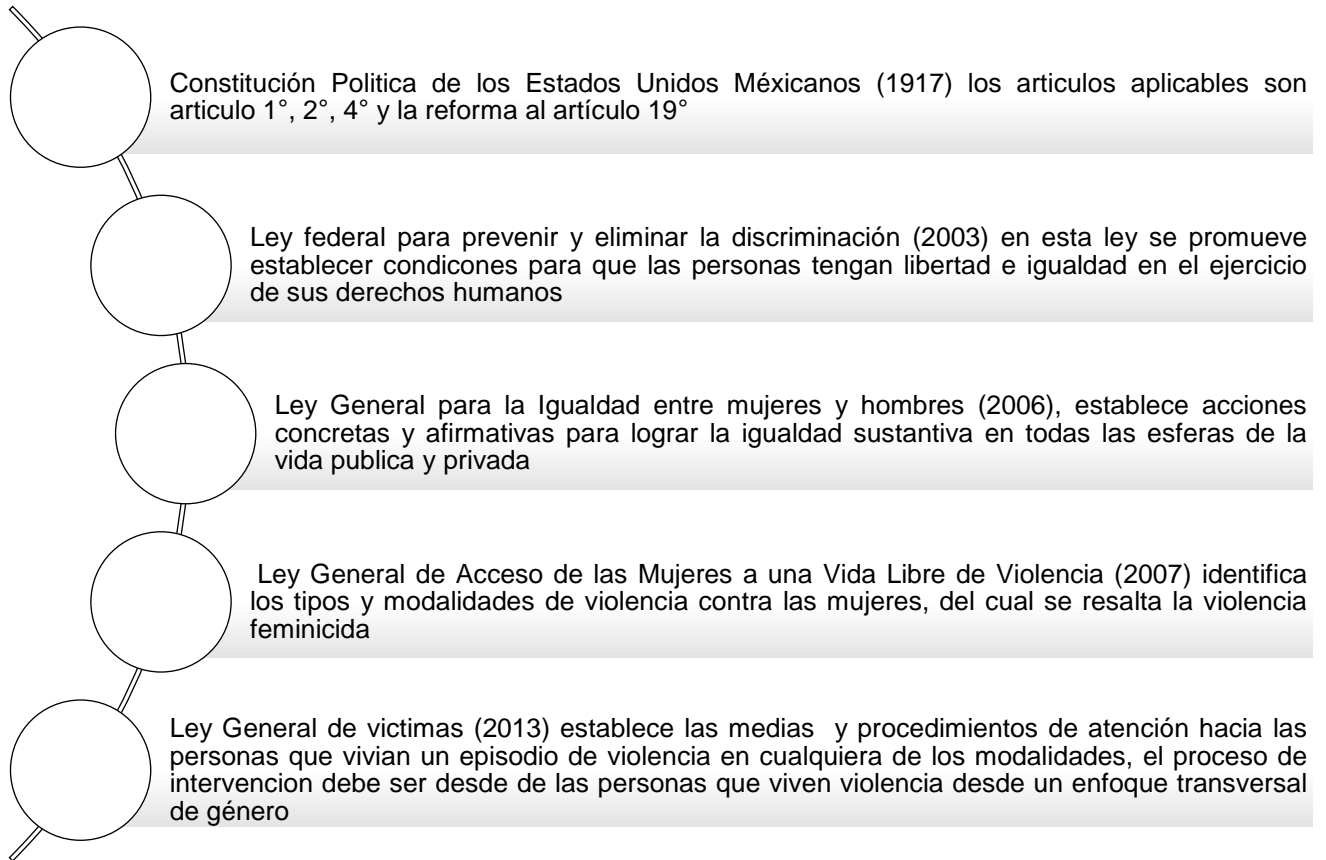 Constitución Politica de los Estados Unidos Méxicanos (1917) los articulos aplicables son
articulo 1°, 2°, 4° y la reforma al artículo 19°
Ley federal para prevenir y eliminar la discriminación (2003) en esta ley se promueve
establecer condicones para que las personas tengan libertad e igualdad en el ejercicio
de sus derechos humanos
Ley General para la Igualdad entre mujeres y hombres (2006), establece acciones
concretas y afirmativas para lograr la igualdad sustantiva en todas las esferas de la
vida publica y privada
Ley General de Acceso de las Mujeres a una Vida Libre de Violencia (2007) identifica
los tipos y modalidades de violencia contra las mujeres, del cual se resalta la violencia
feminicida
Ley General de victimas (2013) establece las medias y procedimientos de atención hacia las
personas que vivian un episodio de violencia en cualquiera de los modalidades, el proceso de
intervencion debe ser desde de las personas que viven violencia desde un enfoque transversal
de género